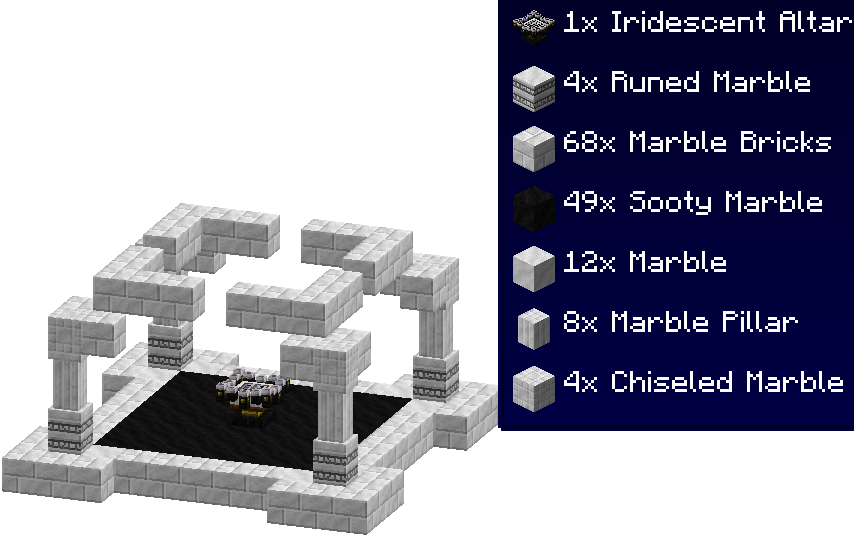 1x Iridescent Altar
4x Runed Marble
68x Marble Bricks
49x Sooty Marble
12x Marble
8x Marble Pillar
4x Chiseled Marble